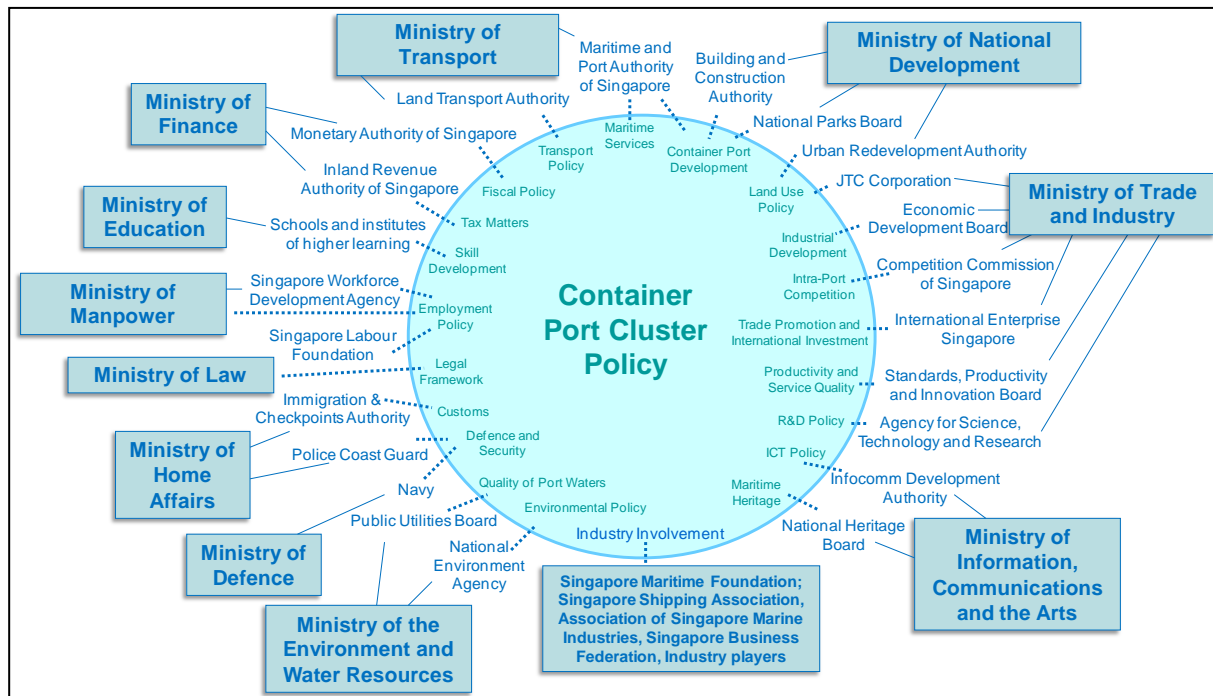 Ministry of
Transport
Maritime and
Port Authority
of Singapore
Building and
Construction
Authority
Ministry of National
Development
Ministry of
Finance
Land Transport Authority
National Parks Board
Monetary Authority of Singapore
Urban Redevelopment Authority
Inland Revenue
Authority of Singapore
JTC Corporation
Ministry of
Education
Schools and institutes
of higher learning
Economic
Development Board
Ministry of Trade
and Industry
Singapore Workforce
Development Agency
Ministry of
Manpower
Competition Commission
of Singapore
Singapore Labour
Foundation
International Enterprise
Singapore
Ministry of Law
Standards, Productivity
and Innovation Board
Immigration &
Checkpoints Authority
Agency for Science,
Technology and Research
Ministry of
Home
Affairs
Police Coast Guard
Navy
Infocomm Development
Authority
Public Utilities Board
National Heritage
Board
Ministry of
Defence
National
Environment
Agency
Ministry of
Information,
Communications
and the Arts
Ministry of the
Environment and
Water Resources
Maritime
Services
Transport
Policy
Container Port
Development
Fiscal Policy
Land Use
Policy
Tax Matters
Industrial
Development
Skill
Development
Intra-Port
Competition
Employment
Policy
Trade Promotion and
International Investment
Legal
Framework
Productivity and
Service Quality
Customs
R&D Policy
Defence and
Security
ICT Policy
Quality of Port Waters
Maritime
Heritage
Environmental Policy
Container
Port Cluster
Policy
Industry Involvement
Singapore Maritime Foundation;
Singapore Shipping Association,
Association of Singapore Marine
Industries, Singapore Business
Federation, Industry players